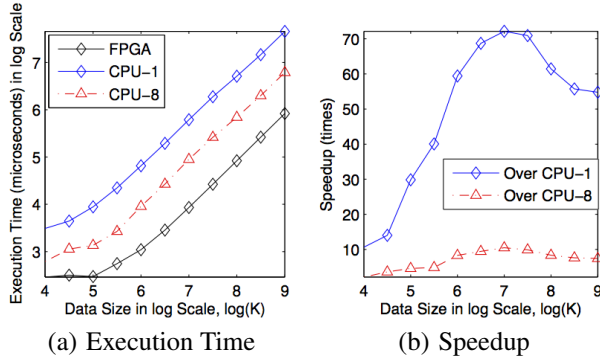 Execution Time (microseconds) in log Scale
7
6
5
4
3
FPGA
CPU-1
CPU-8
4 5 6 7 8 9
Data Size in log Scale, log(K)
(a) Execution Time
Speedup (times)
70
60
50
40
30
20
10
Over CPU-1
Over CPU-8
4 5 6 7 8 9
Data Size in log Scale, log(K)
(b) Speedup